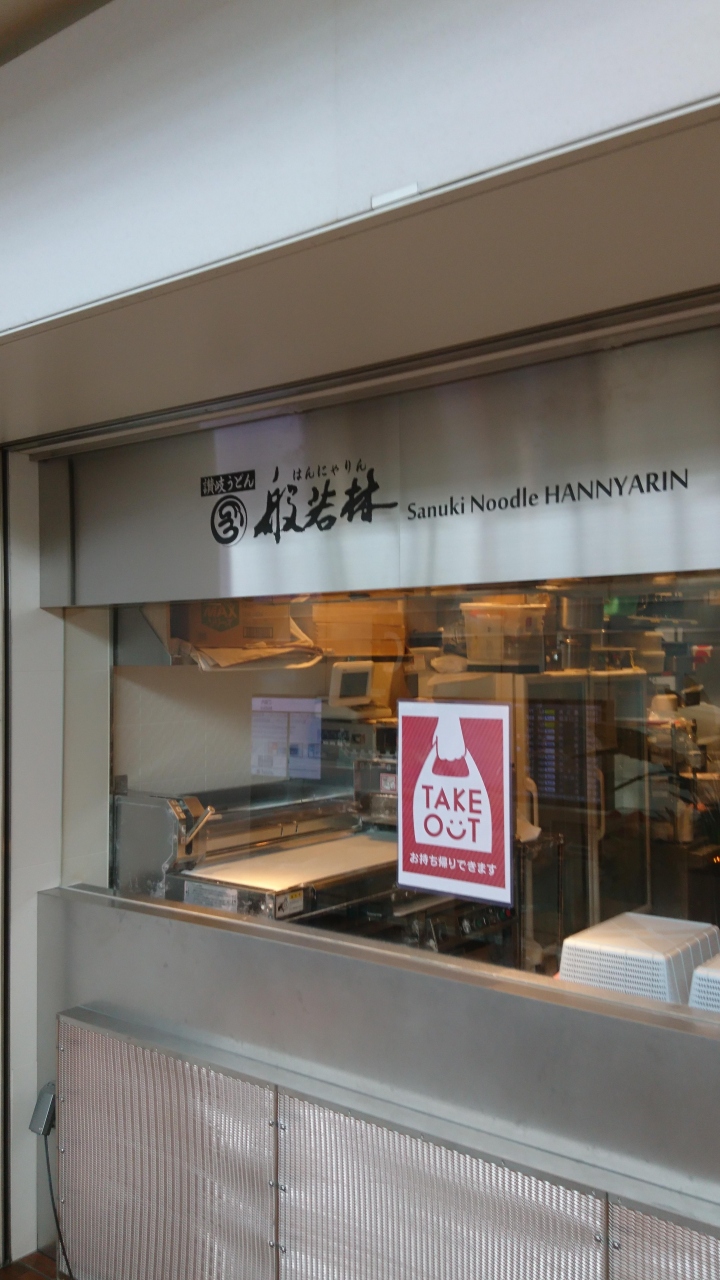 讃岐うどん
はんにゃりん
般若林 Sanuki Noodle HANNYARIN
TAKE
OUT
お持ち帰りできます